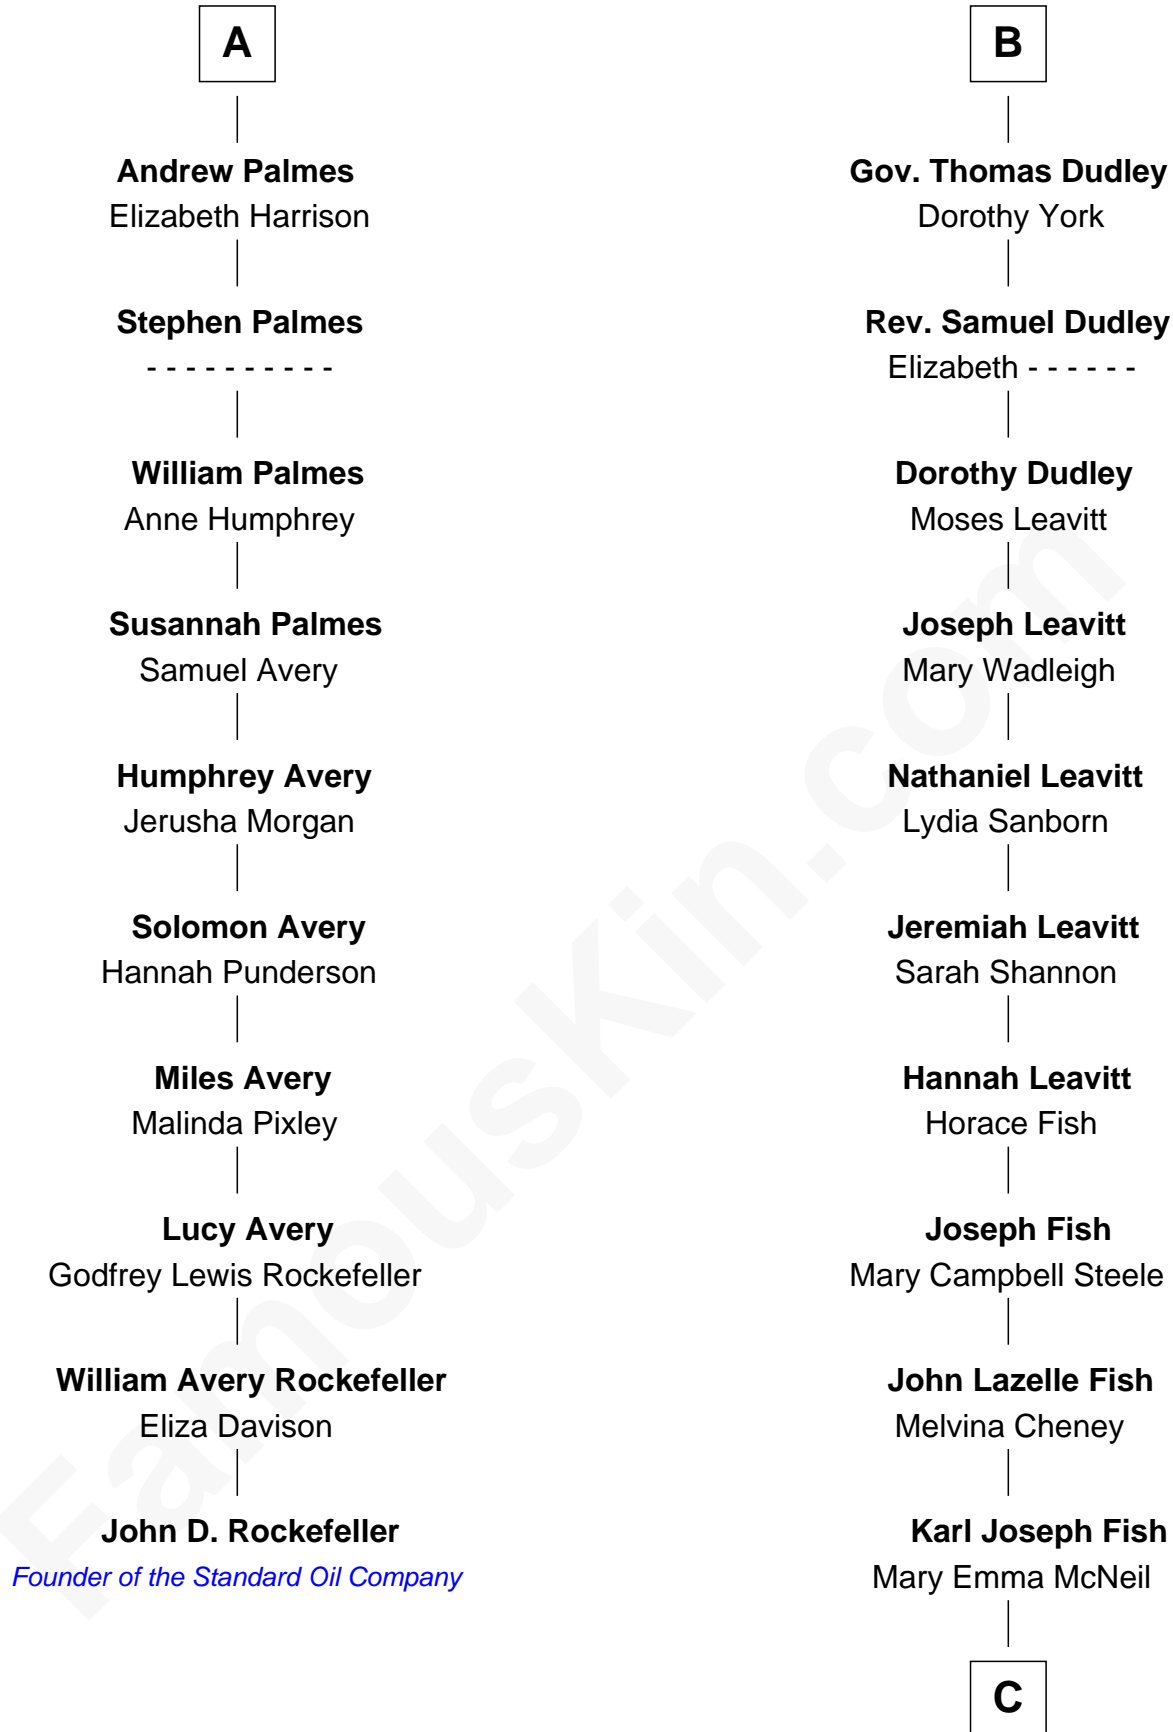 A
Andrew Palmes
Elizabeth Harrison
Stephen Palmes
- - - - - - - - - -
William Palmes
Anne Humphrey
Susannah Palmes
Samuel Avery
Humphrey Avery
Jerusha Morgan
Solomon Avery
Hannah Punderson
Miles Avery
Malinda Pixley
Lucy Avery
Godfrey Lewis Rockefeller
William Avery Rockefeller
Eliza Davison
John D. Rockefeller
Founder of the Standard Oil Company
B
Gov. Thomas Dudley
Dorothy York
Rev. Samuel Dudley
Elizabeth - - - - - -
Dorothy Dudley
Moses Leavitt
Joseph Leavitt
Mary Wadleigh
Nathaniel Leavitt
Lydia Sanborn
Jeremiah Leavitt
Sarah Shannon
Hannah Leavitt
Horace Fish
Joseph Fish
Mary Campbell Steele
John Lazelle Fish
Melvina Cheney
Karl Joseph Fish
Mary Emma McNeil
C
FamousKin.com